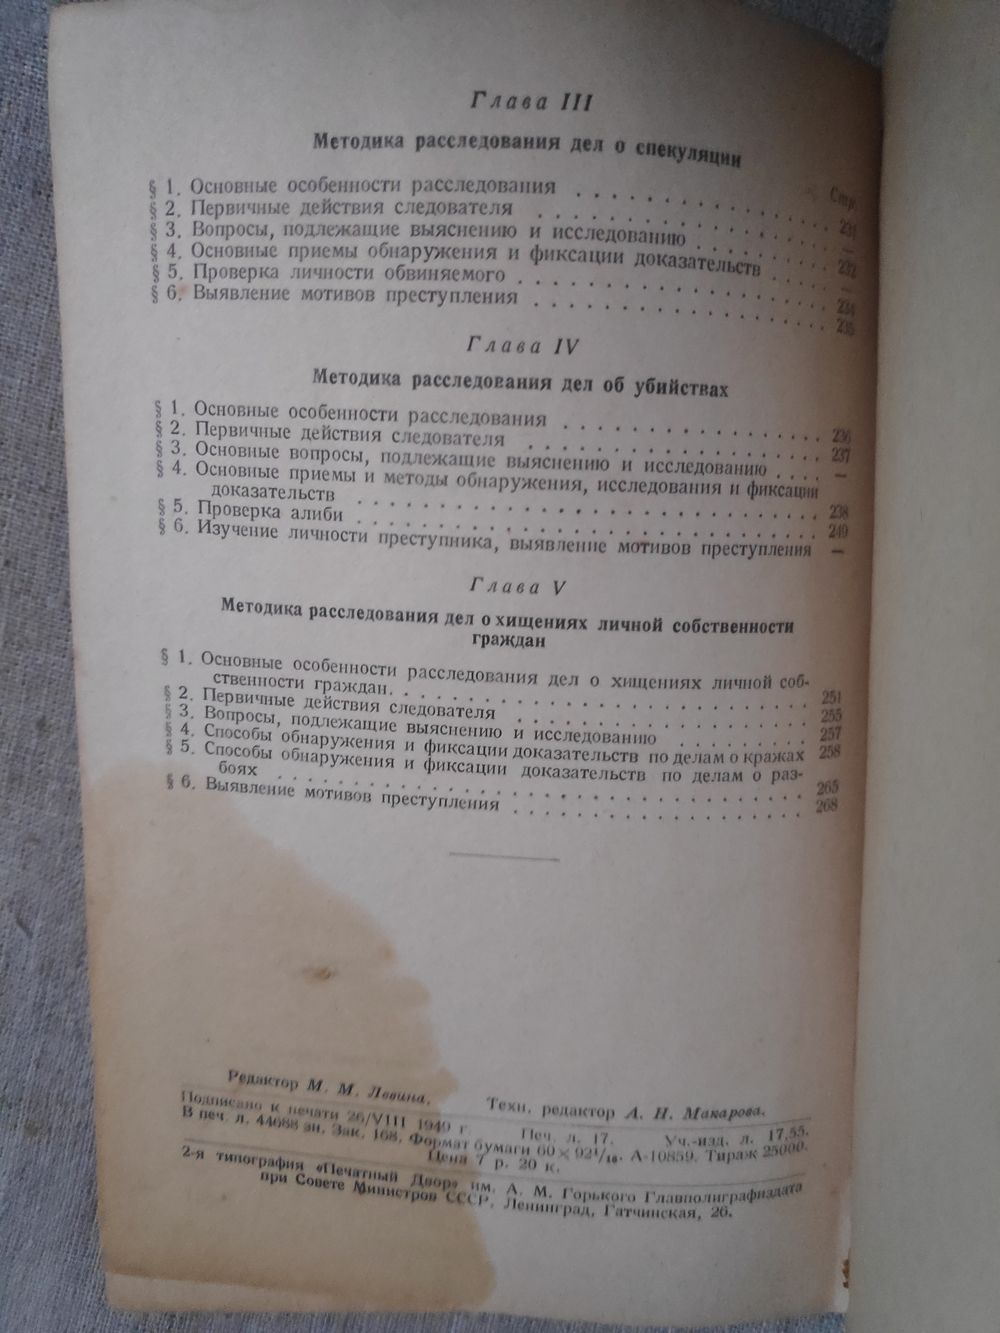 Глава III
Методика расследования дел о спекуляции
Стр.
§ 1. Основные особенности расследования . . . 231
§ 2. Первичные действия следователя . . . —
§ 3. Вопросы, подлежащие выяснению и исследованию . . . 232
§ 4. Основные приемы обнаружения и фиксации доказательств . . . —
§ 5. Проверка личности обвиняемого . . . 234
§ 6. Выявление мотивов преступления . . . 235
Глава IV
Методика расследования дел об убийствах
§ 1. Основные особенности расследования . . . 236
§ 2. Первичные действия следователя . . . 237
§ 3. Основные вопросы, подлежащие выяснению и исследованию . . . —
§ 4. Основные приемы и методы обнаружения, исследования и фиксации
доказательств . . . 238
§ 5. Проверка алиби . . . 249
§ 6. Изучение личности преступника, выявление мотивов преступления —
Глава V
Методика расследования дел о хищениях личной собственности
граждан
§ 1. Основные особенности расследования дел о хищениях личной соб-
ственности граждан. . . . 251
§ 2. Первичные действия следователя . . . 255
§ 3. Вопросы, подлежащие выяснению и исследованию . . . 257
§ 4. Способы обнаружения и фиксации доказательств по делам о кражах 258
§ 5. Способы обнаружения и фиксации доказательств по делам о раз-
боях . . . 265
§ 6. Выявление мотивов преступления . . . 268
Редактор М. М. Левина. Техн. редактор А. Н. Макарова.
Подписано к печати 26/VIII 1949 г. Печ. л. 17. Уч.-изд. л. 17,55.
В печ. л. 44088 зн. Зак. 168. Формат бумаги 60 × 92 1/16. А-10859. Тираж 25000.
Цена 7 р. 20 к.
2-я типография «Печатный Двор» им. А. М. Горького Главполиграфиздата
при Совете Министров СССР, Ленинград, Гатчинская, 26.